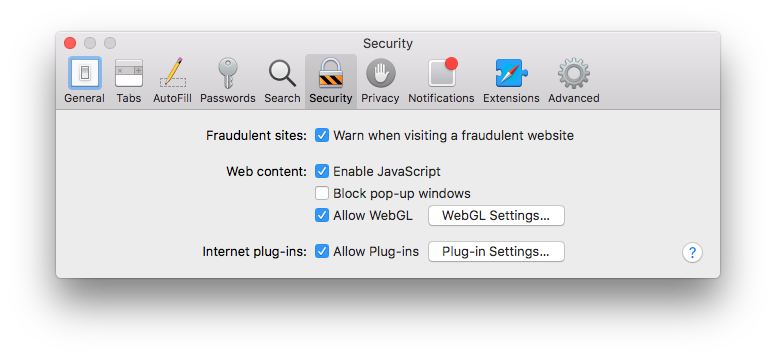 Security
General Tabs AutoFill Passwords Search Security Privacy Notifications Extensions Advanced
Fraudulent sites: Warn when visiting a fraudulent website
Web content: Enable JavaScript
Block pop-up windows
Allow WebGL WebGL Settings...
Internet plug-ins: Allow Plug-ins Plug-in Settings...
?